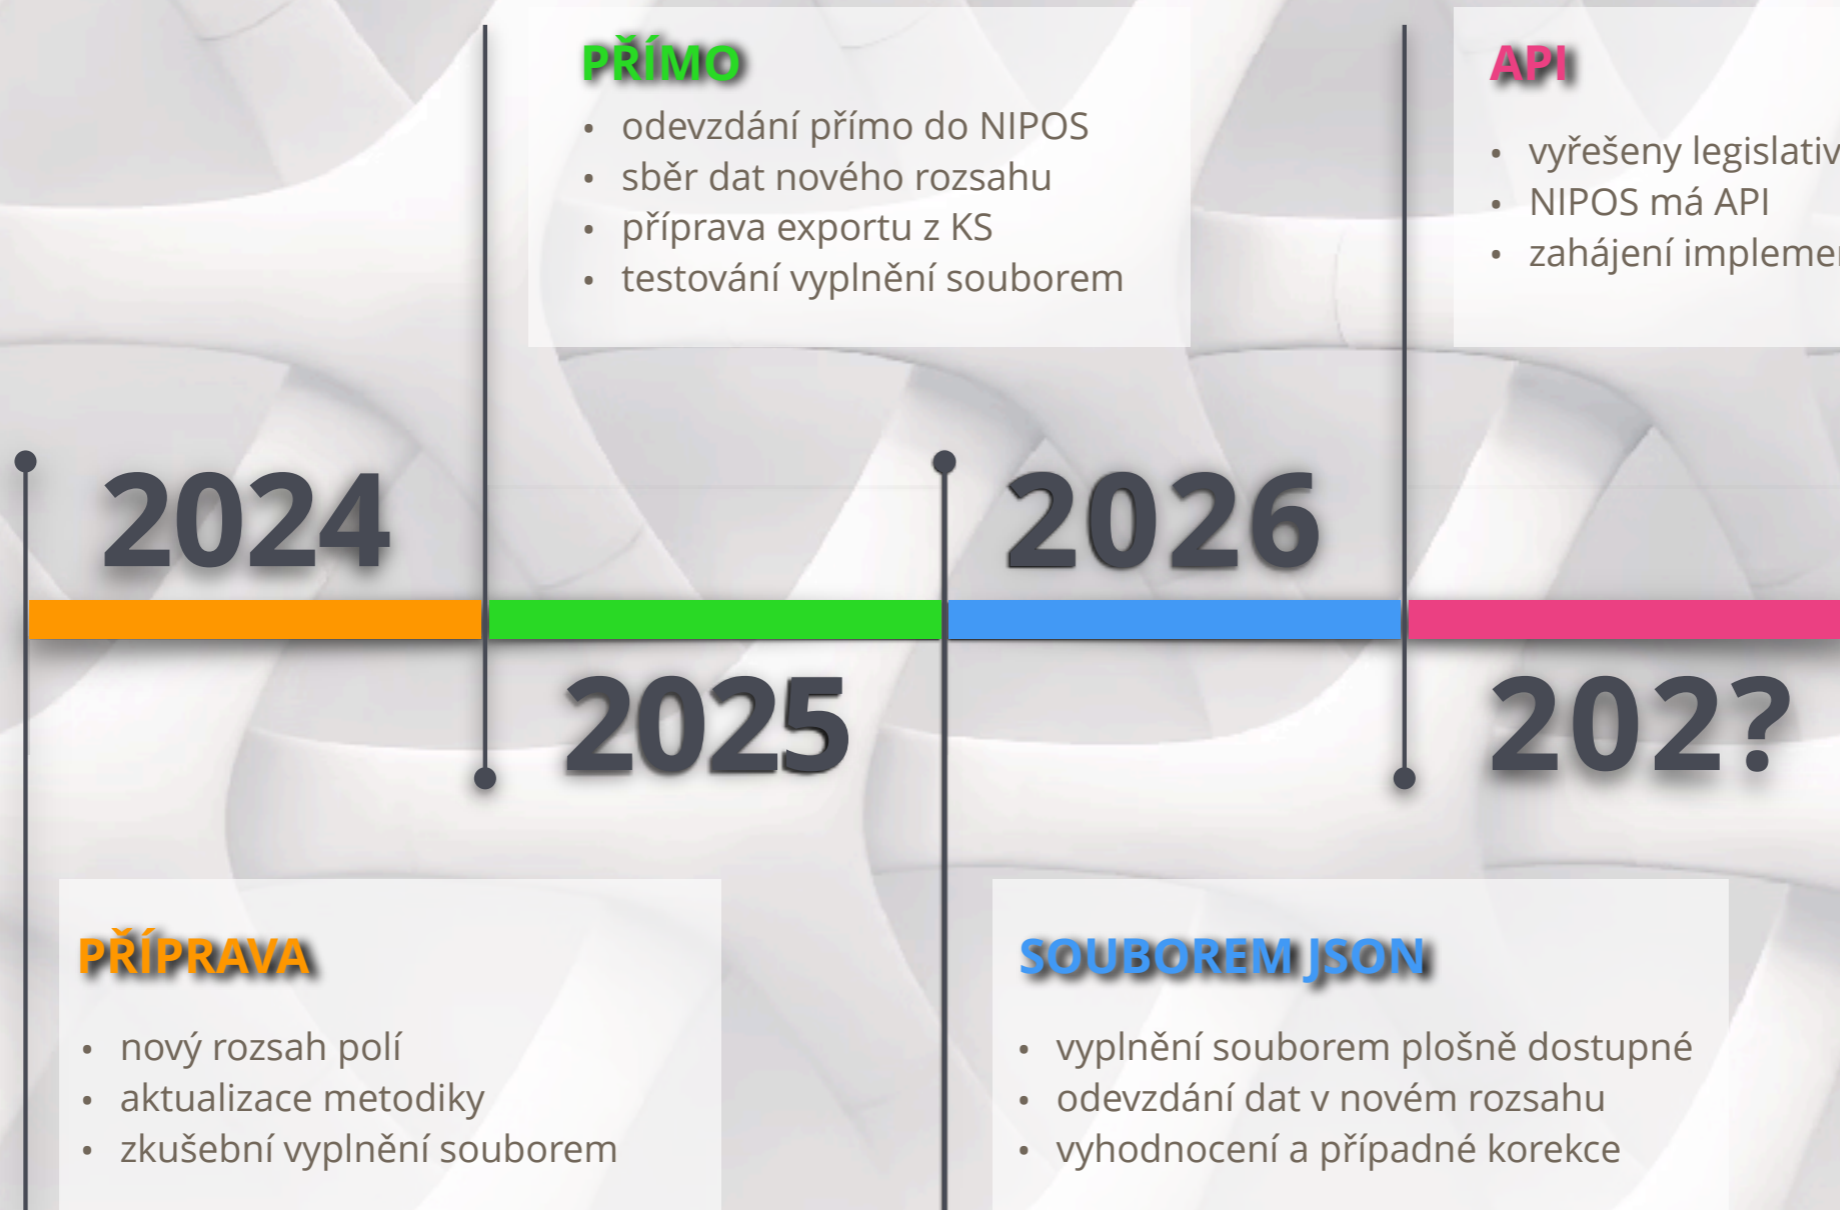 PŘÍMO
• odevzdání přímo do NIPOS
• sběr dat nového rozsahu
• příprava exportu z KS
• testování vyplnění souborem
API
• vyřešeny
• NIPOS má API
• zahájení
2024
2026
2025
202?
PŘÍPRAVA
• nový rozsah polí
• aktualizace metodiky
• zkušební vyplnění souborem
SOUBOREM JSON
• vyplnění souborem plošně dostupné
• odevzdání dat v novém rozsahu
• vyhodnocení a případné korekce